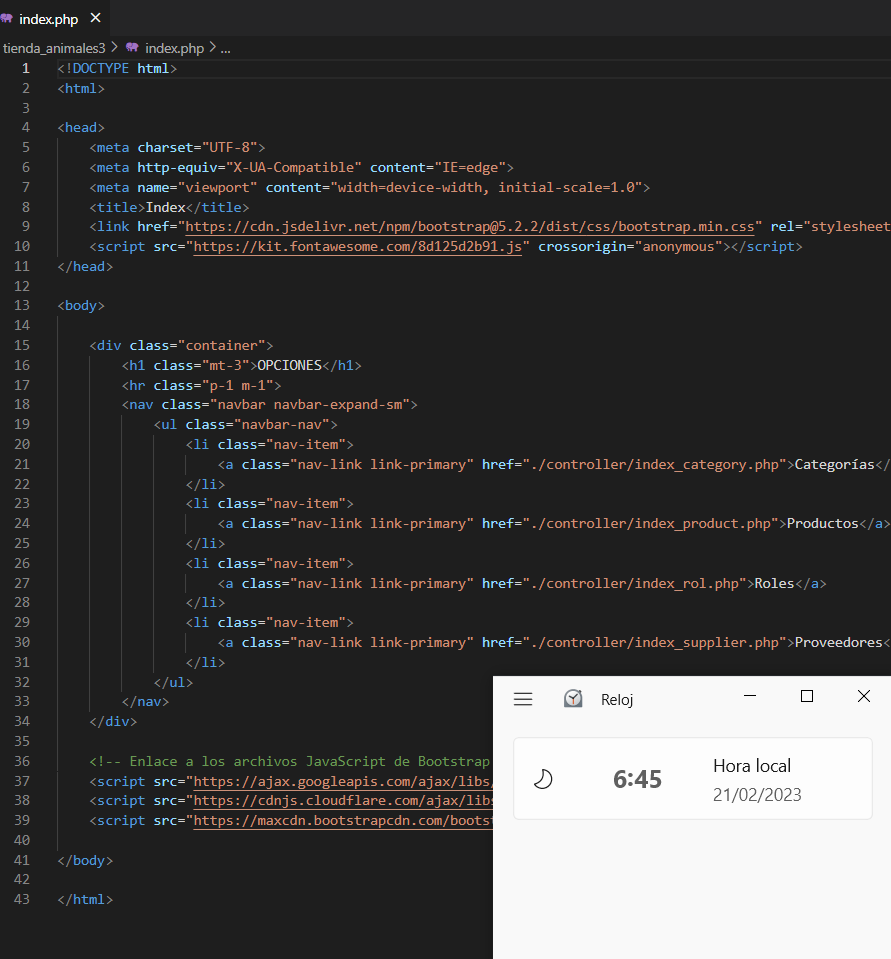 index.php
tienda_animales3 > index.php > ...
1 <!DOCTYPE html>
2 <html>
3
4 <head>
5 <meta charset="UTF-8">
6 <meta http-equiv="X-UA-Compatible" content="IE=edge">
7 <meta name="viewport" content="width=device-width, initial-scale=1.0">
8 <title>Index</title>
9 <link href="https://cdn.jsdelivr.net/npm/bootstrap@5.2.2/dist/css/bootstrap.min.css" rel="stylesheet
10 <script src="https://kit.fontawesome.com/8d125d2b91.js" crossorigin="anonymous"></script>
11 </head>
12
13 <body>
14
15 <div class="container">
16 <h1 class="mt-3">OPCIONES</h1>
17 <hr class="p-1 m-1">
18 <nav class="navbar navbar-expand-sm">
19 <ul class="navbar-nav">
20 <li class="nav-item">
21 <a class="nav-link link-primary" href="./controller/index_category.php">Categorías</
22 </li>
23 <li class="nav-item">
24 <a class="nav-link link-primary" href="./controller/index_product.php">Productos</a>
25 </li>
26 <li class="nav-item">
27 <a class="nav-link link-primary" href="./controller/index_rol.php">Roles</a>
28 </li>
29 <li class="nav-item">
30 <a class="nav-link link-primary" href="./controller/index_supplier.php">Proveedores<
31 </li>
32 </ul>
33 </nav>
34 </div>
35
36 <!-- Enlace a los archivos JavaScript de Bootstrap
37 <script src="https://ajax.googleapis.com/ajax/libs/
38 <script src="https://cdnjs.cloudflare.com/ajax/libs
39 <script src="https://maxcdn.bootstrapcdn.com/boots
40
41 </body>
42
43 </html>
Reloj
6:45
Hora local
21/02/2023